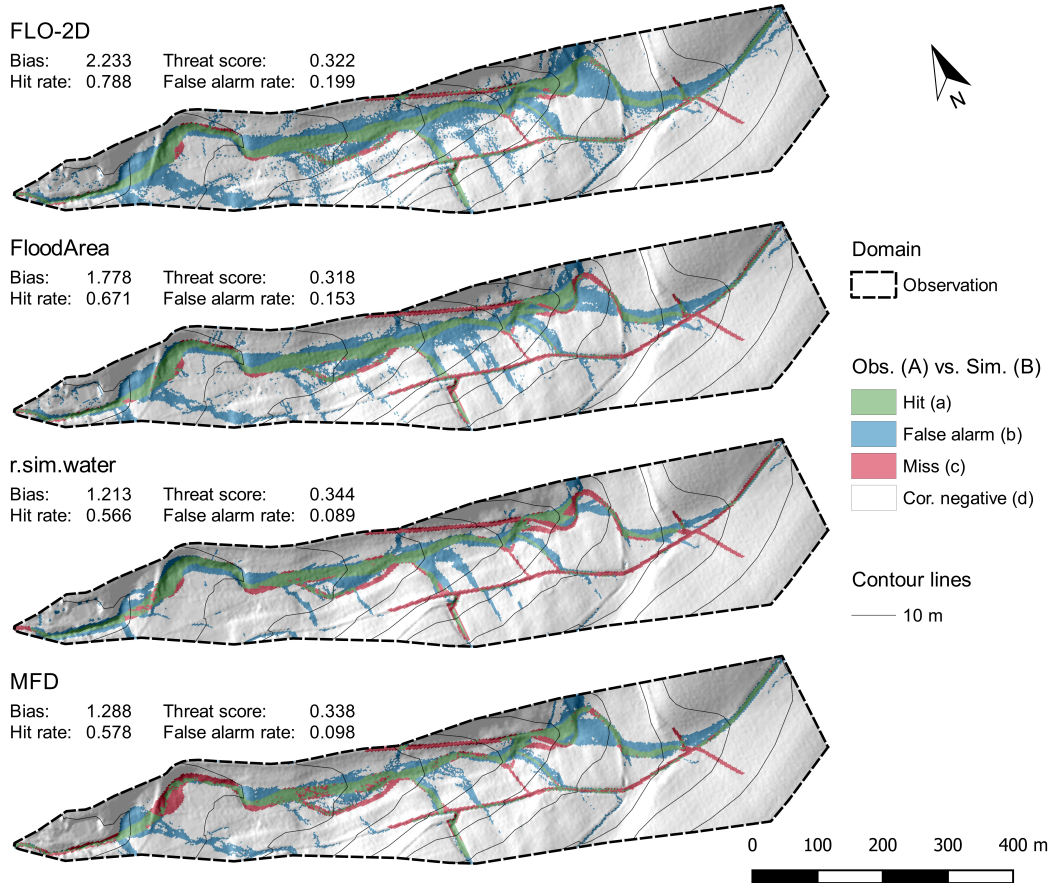 FLO-2D
Bias: 2.233 Threat score: 0.322
Hit rate: 0.788 False alarm rate: 0.199
N
FloodArea
Bias: 1.778 Threat score: 0.318
Hit rate: 0.671 False alarm rate: 0.153
Domain
Observation
Obs. (A) vs. Sim. (B)
Hit (a)
False alarm (b)
Miss (c)
Cor. negative (d)
r.sim.water
Bias: 1.213 Threat score: 0.344
Hit rate: 0.566 False alarm rate: 0.089
Contour lines
10 m
MFD
Bias: 1.288 Threat score: 0.338
Hit rate: 0.578 False alarm rate: 0.098
0 100 200 300 400 m